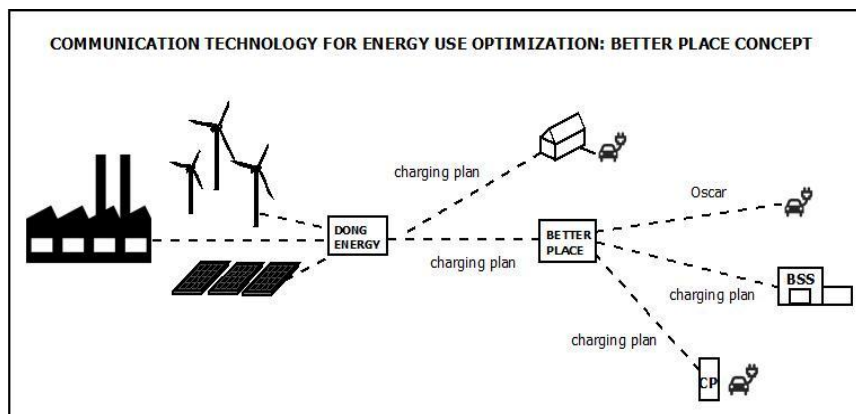 COMMUNICATION TECHNOLOGY FOR ENERGY USE OPTIMIZATION: BETTER PLACE CONCEPT
charging plan
Oscar
DONG
ENERGY
BETTER
PLACE
charging plan
BSS
charging plan
charging plan
CP